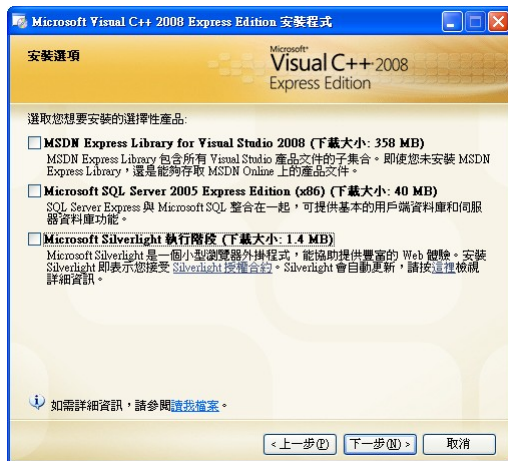 Microsoft Visual C++ 2008 Express Edition 安裝程式
安裝選項
Microsoft
Visual C++ 2008
Express Edition
選取您想要安裝的選擇性產品:
MSDN Express Library for Visual Studio 2008 (下載大小: 358 MB)
MSDN Express Library 包含所有 Visual Studio 產品文件的子集合。即使您未安裝 MSDN
Express Library，還是能夠存取 MSDN Online 上的產品文件。
Microsoft SQL Server 2005 Express Edition (x86) (下載大小: 40 MB)
SQL Server Express 與 Microsoft SQL 整合在一起，可提供基本的用戶端資料庫和伺服
器資料庫功能。
Microsoft Silverlight 執行階段 (下載大小: 1.4 MB)
Microsoft Silverlight 是一個小型瀏覽器外掛程式，能協助提供豐富的 Web 體驗。安裝
Silverlight 即表示您接受 Silverlight 授權合約。Silverlight 會自動更新，請按這裡檢視
詳細資訊。
如需詳細資訊，請參閱讀我檔案。
<上一步(P)
下一步(N)>
取消